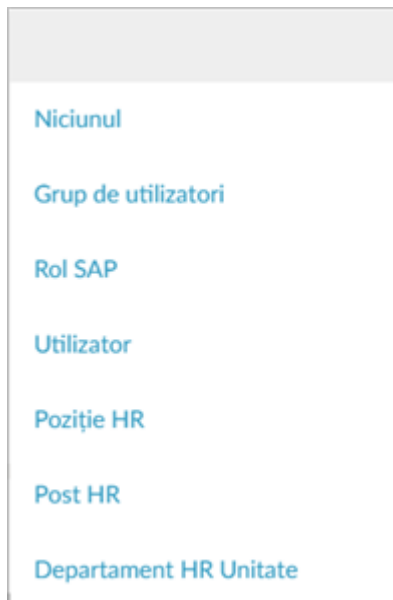 Niciunul
Grup de utilizatori
Rol SAP
Utilizator
Poziție HR
Post HR
Departament HR Unitate